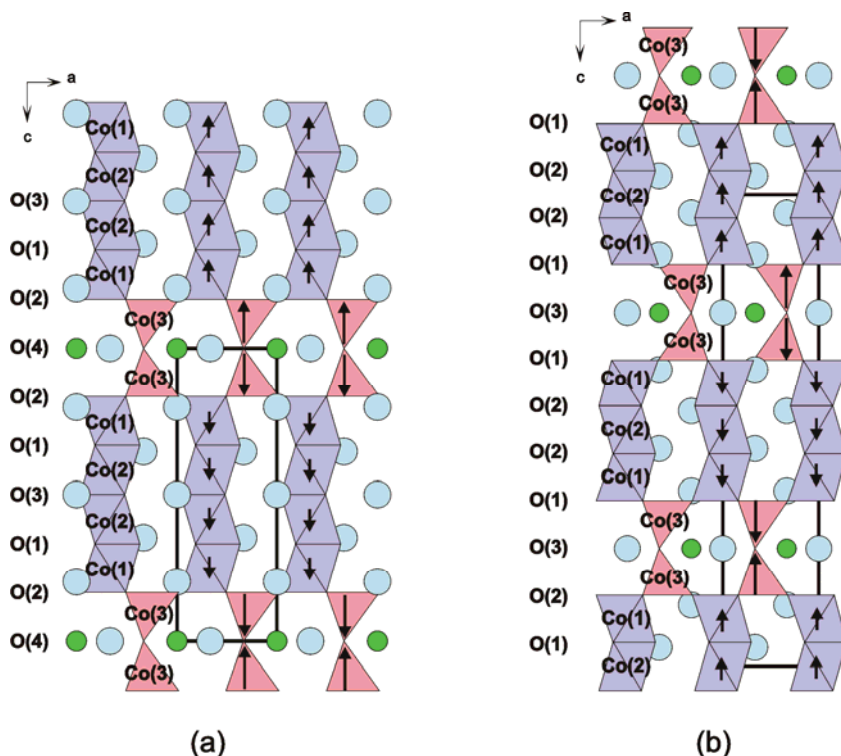 a
c
Co(1)
Co(2)
O(3)
Co(2)
O(1)
Co(1)
O(2)
Co(3)
O(4)
Co(3)
O(2)
Co(1)
O(1)
Co(2)
O(3)
Co(2)
O(1)
Co(1)
O(2)
Co(3)
O(4)
Co(3)
(a)
a
Co(3)
c
Co(3)
O(1)
Co(1)
O(2)
Co(2)
O(2)
Co(1)
O(1)
Co(3)
O(3)
Co(3)
O(1)
Co(1)
O(2)
Co(2)
O(2)
Co(1)
O(1)
Co(3)
O(3)
Co(3)
O(2)
Co(1)
O(1)
Co(2)
(b)